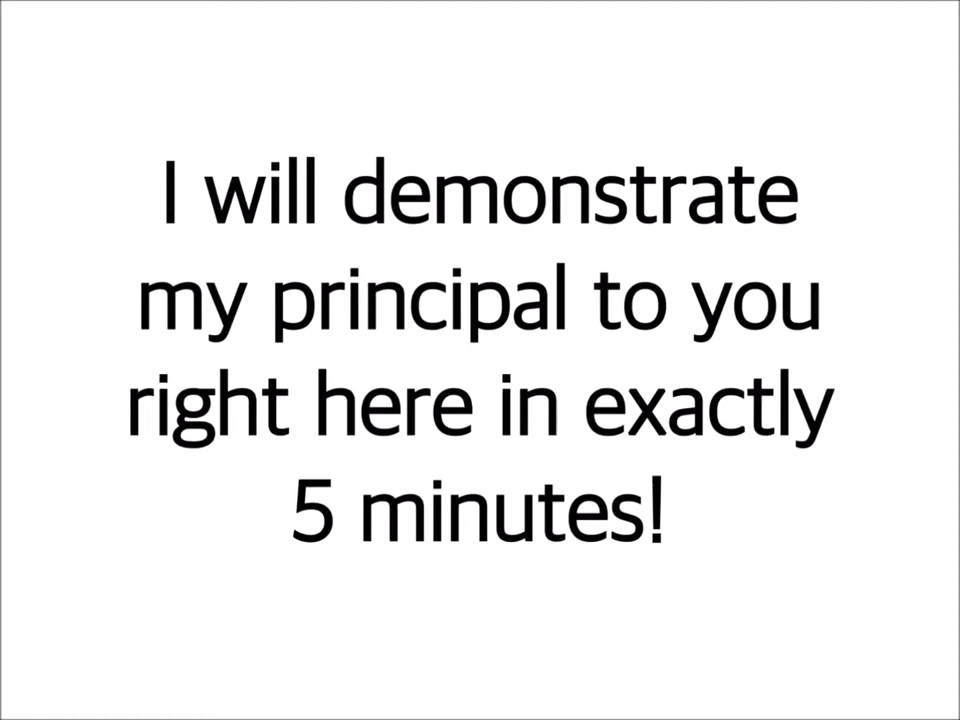 I will demonstrate
my principal to you
right here in exactly
5 minutes!